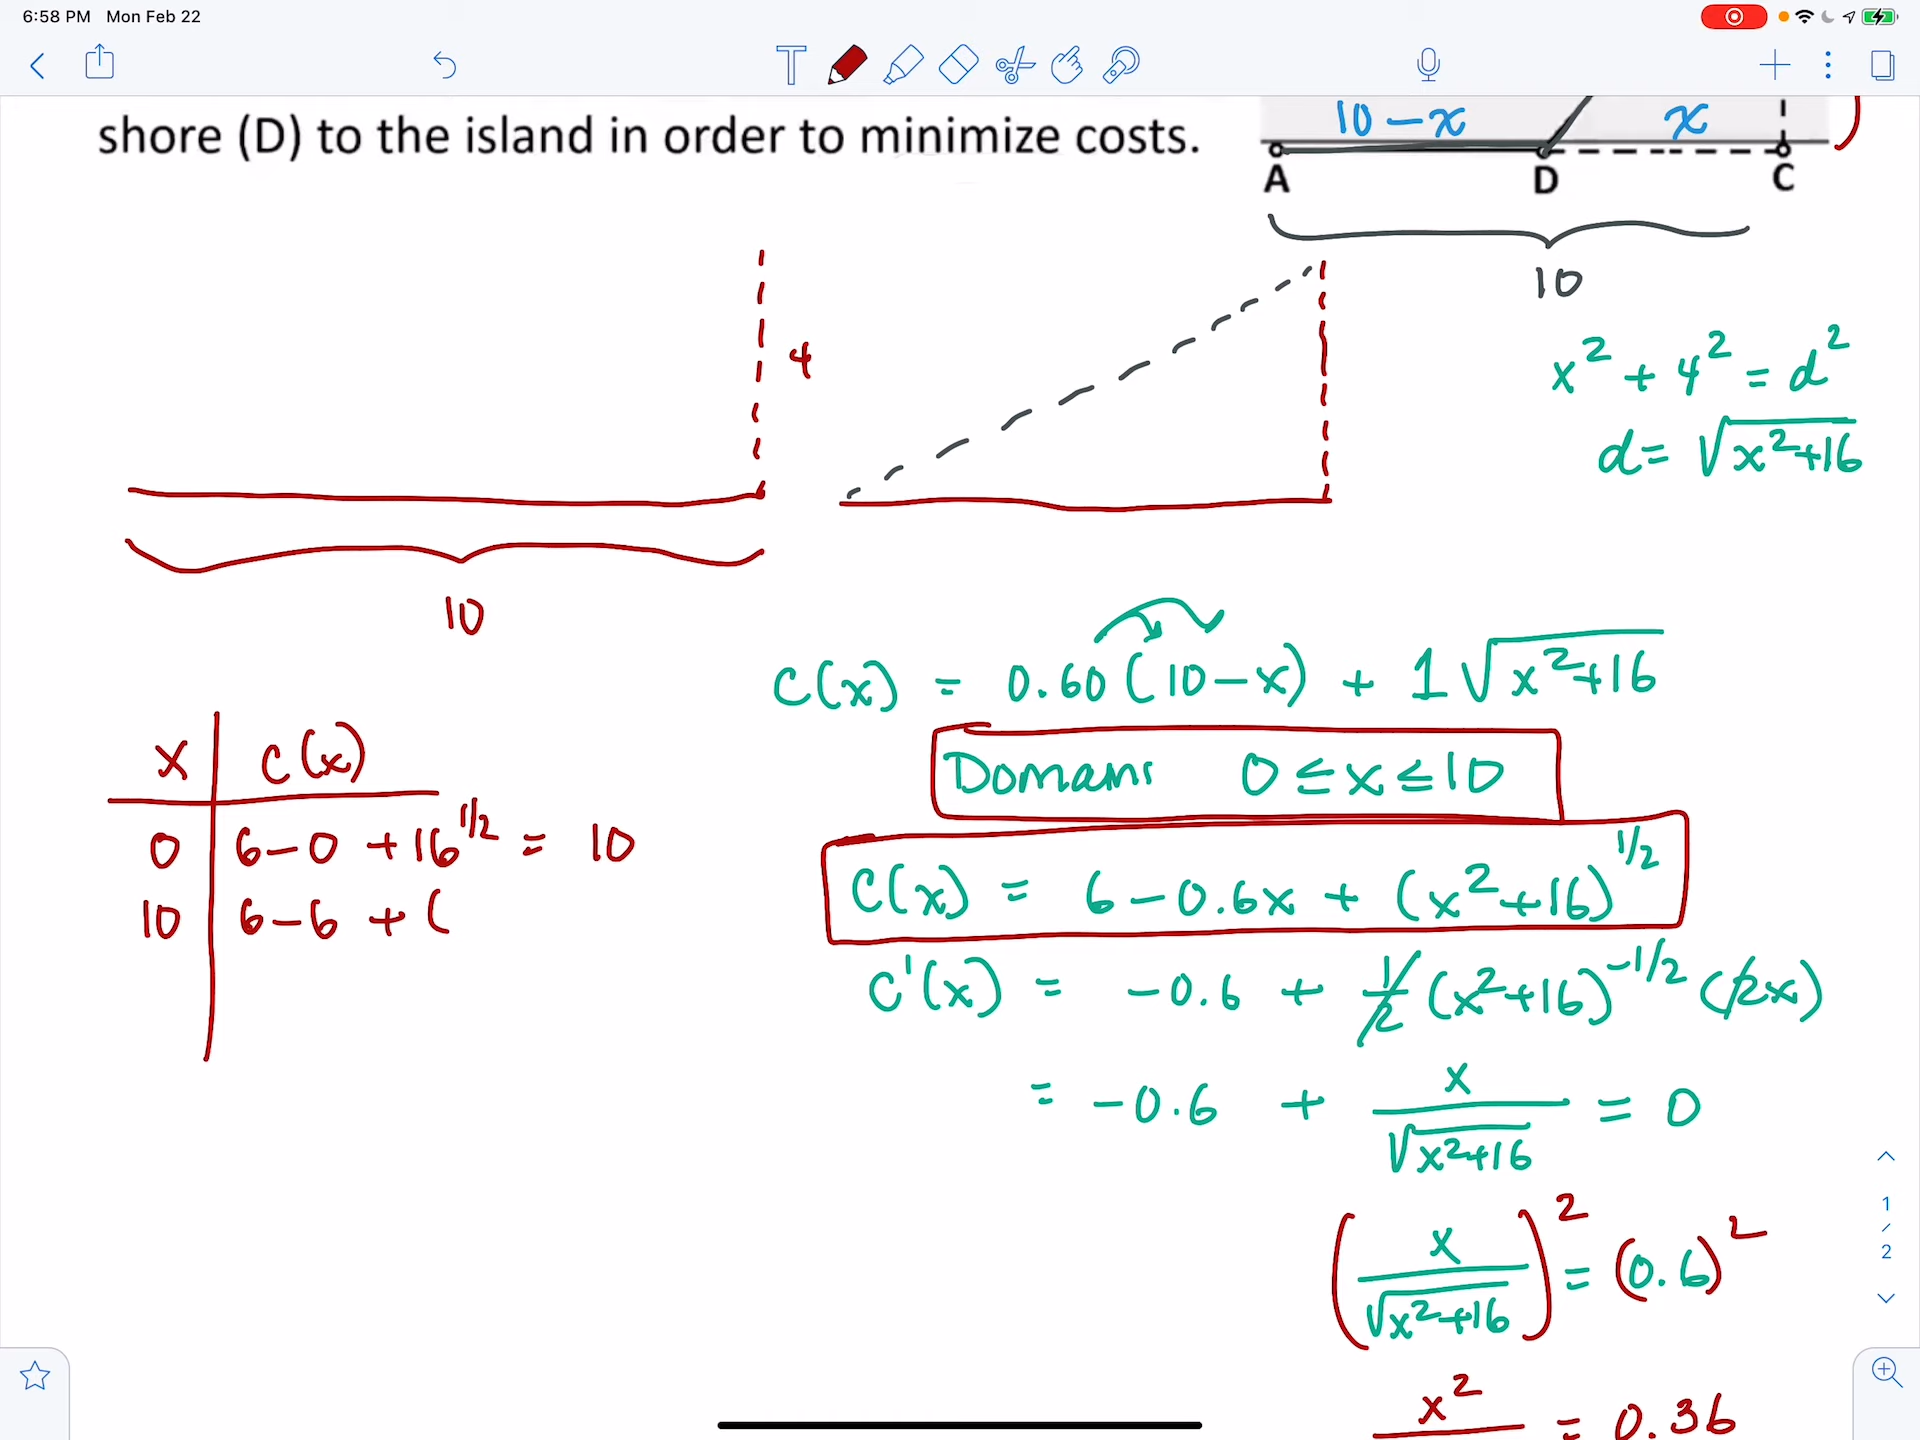 6:58 PM Mon Feb 22
shore (D) to the island in order to minimize costs.
10 - x x
A D C
10
x² + 4² = d²
d = √x²+16
4
10
C(x) = 0.60 (10 - x) + 1 √x²+16
Domain 0 ≤ x ≤ 10
C(x) = 6 - 0.6x + (x²+16)^1/2
C'(x) = -0.6 + 1/2 (x²+16)^-1/2 (2x)
= -0.6 + x/√x²+16 = 0
(x/√x²+16)² = (0.6)²
x² = 0.36
x C(x)
0 6 - 0 + 16^1/2 = 10
10 6 - 6 + (
1
/
2